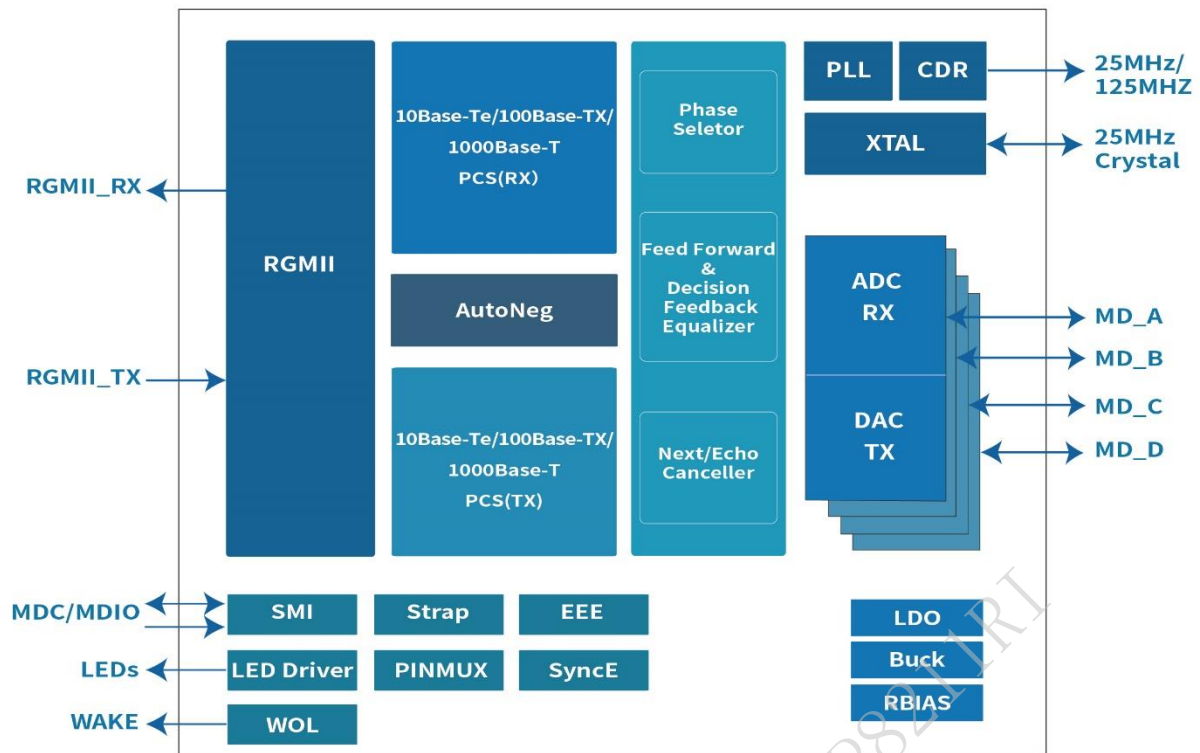 PLL
CDR
25MHz/
125MHZ
XTAL
25MHz
Crystal
10Base-Te/100Base-TX/
1000Base-T
PCS(RX)
Phase
Seletor
RGMII_RX
RGMII
Feed Forward
&
Decision
Feedback
Equalizer
AutoNeg
ADC
RX
MD_A
MD_B
MD_C
MD_D
DAC
TX
RGMII_TX
10Base-Te/100Base-TX/
1000Base-T
PCS(TX)
Next/Echo
Canceller
MDC/MDIO
SMI
Strap
EEE
LDO
LEDs
LED Driver
PINMUX
SyncE
Buck
WAKE
WOL
RBIAS